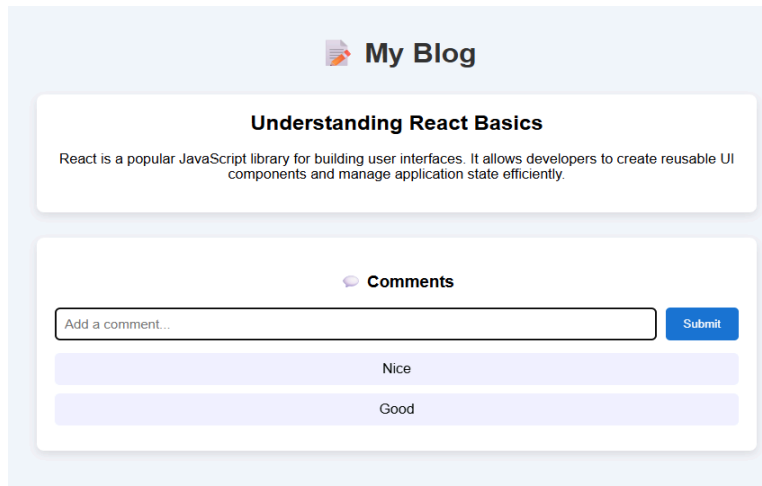 My Blog
Understanding React Basics
React is a popular JavaScript library for building user interfaces. It allows developers to create reusable UI
components and manage application state efficiently.
Comments
Add a comment...
Submit
Nice
Good